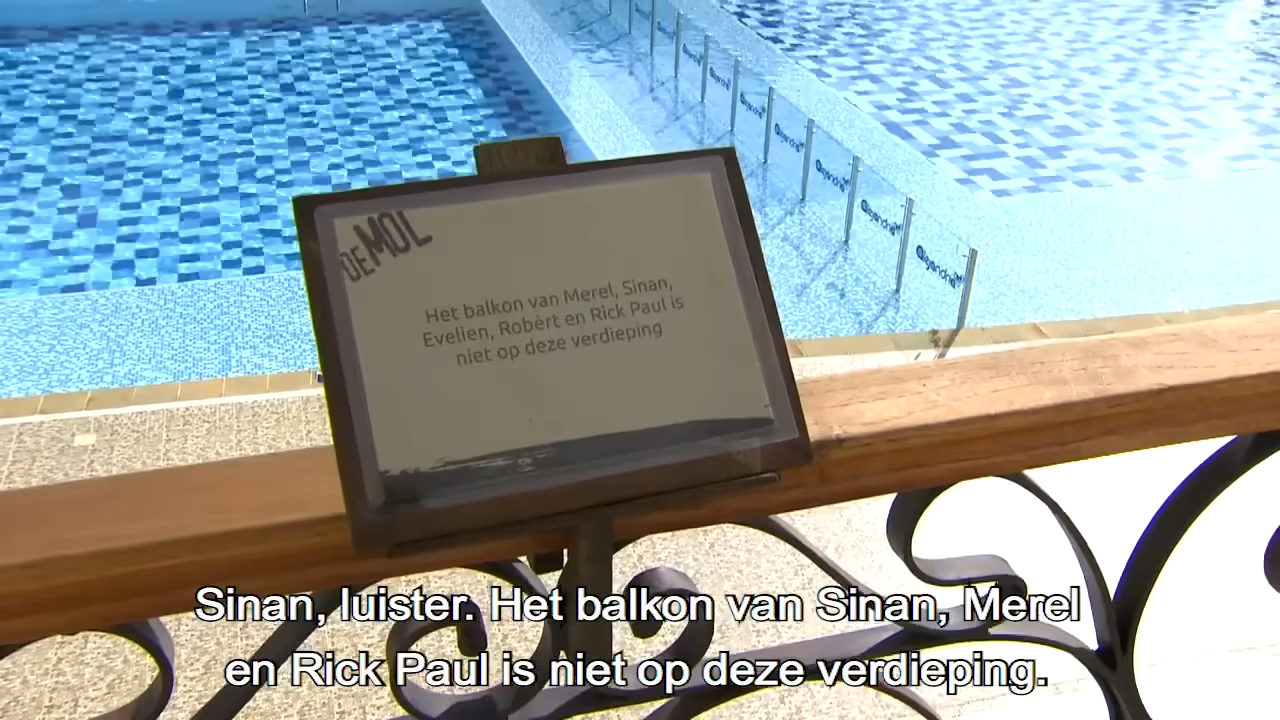 DE MOL
Het balkon van Merel, Sinan,
Evelien, Robèrt en Rick Paul is
niet op deze verdieping
Sinan, luister. Het balkon van Sinan, Merel
en Rick Paul is niet op deze verdieping.